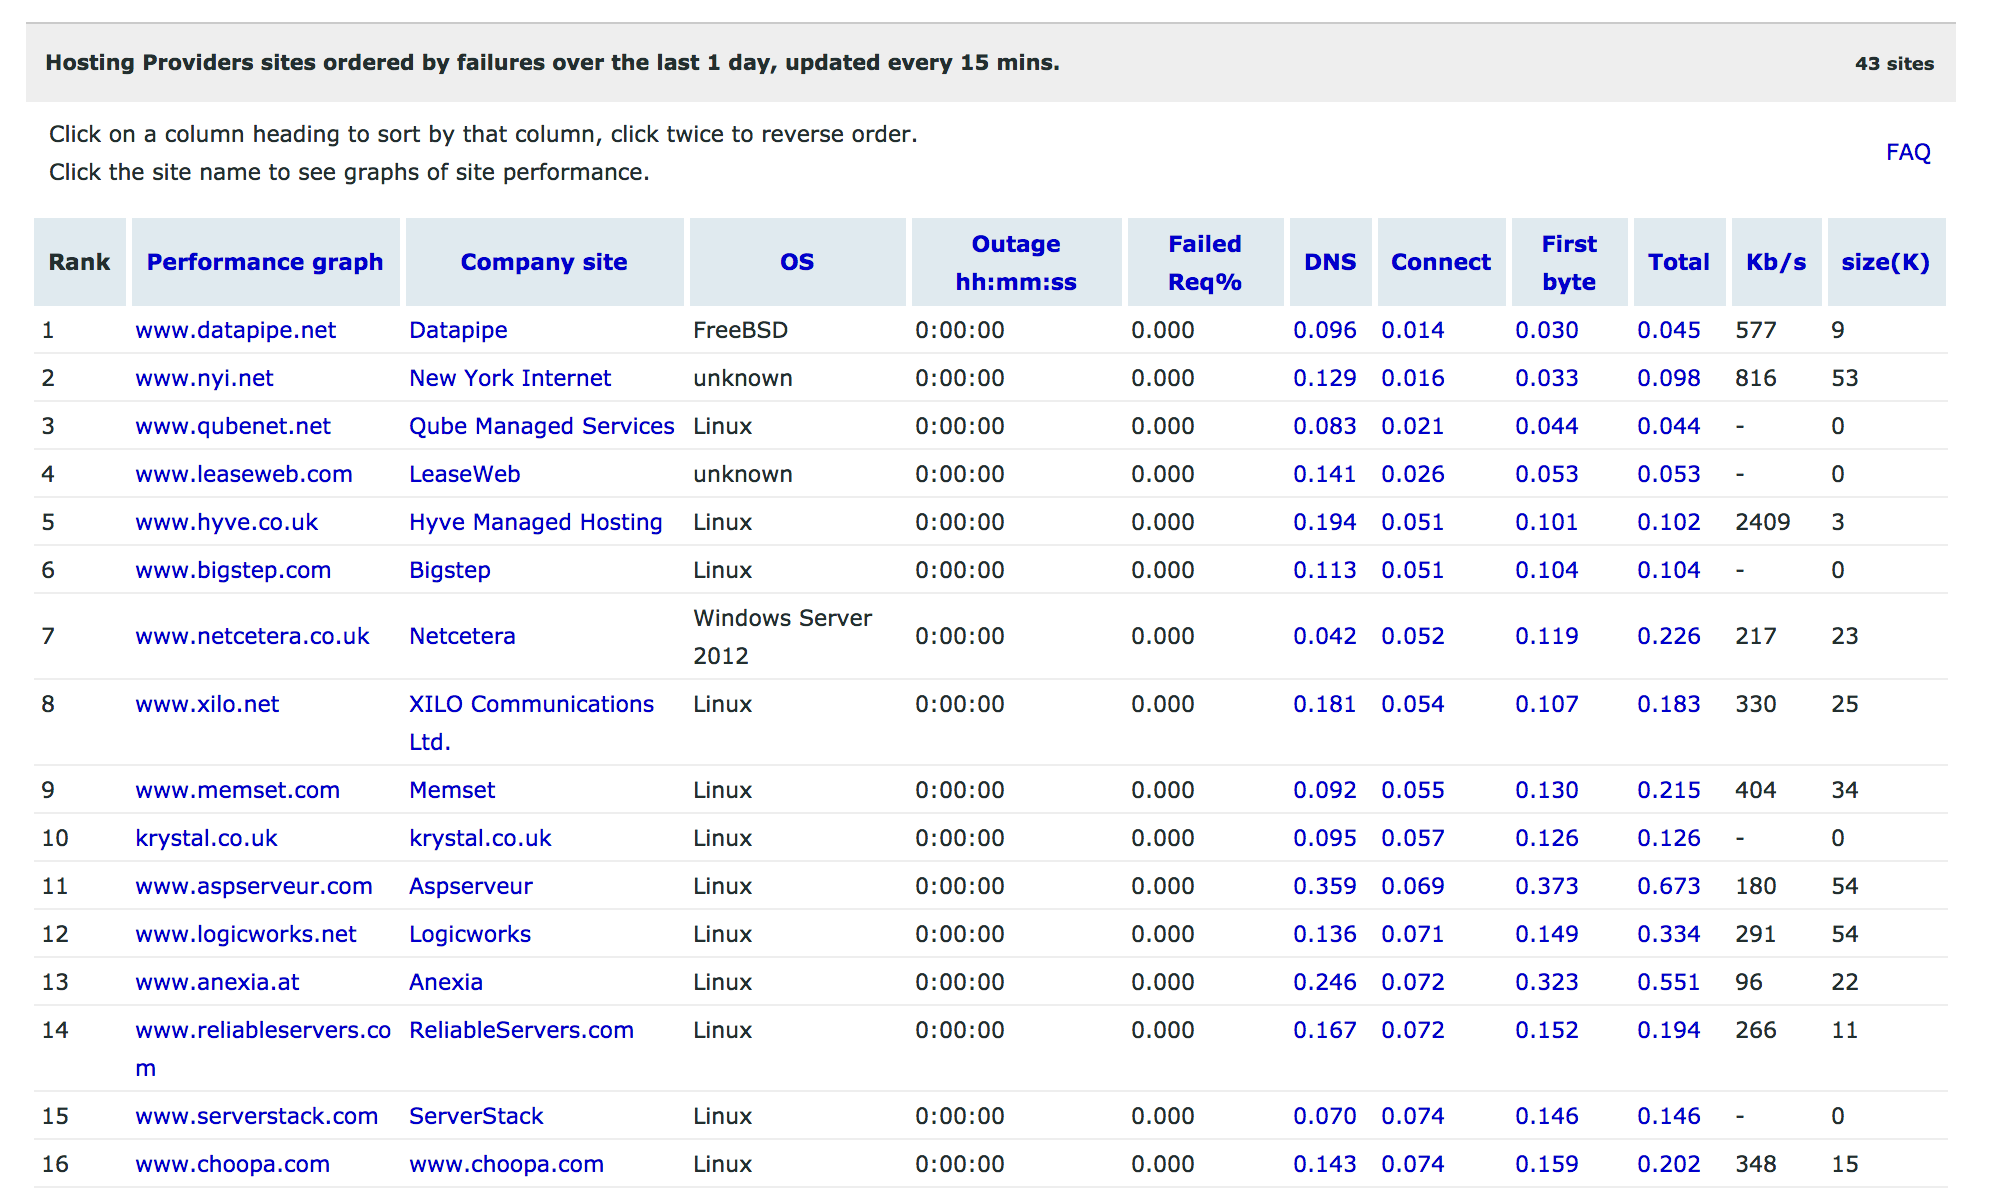 Hosting Providers sites ordered by failures over the last 1 day, updated every 15 mins. 43 sites
Click on a column heading to sort by that column, click twice to reverse order.
Click the site name to see graphs of site performance.
FAQ
Rank Performance graph Company site OS Outage hh:mm:ss Failed Req% DNS Connect First byte Total Kb/s size(K)
1 www.datapipe.net Datapipe FreeBSD 0:00:00 0.000 0.096 0.014 0.030 0.045 577 9
2 www.nyi.net New York Internet unknown 0:00:00 0.000 0.129 0.016 0.033 0.098 816 53
3 www.qubenet.net Qube Managed Services Linux 0:00:00 0.000 0.083 0.021 0.044 0.044 - 0
4 www.leaseweb.com LeaseWeb unknown 0:00:00 0.000 0.141 0.026 0.053 0.053 - 0
5 www.hyve.co.uk Hyve Managed Hosting Linux 0:00:00 0.000 0.194 0.051 0.101 0.102 2409 3
6 www.bigstep.com Bigstep Linux 0:00:00 0.000 0.113 0.051 0.104 0.104 - 0
7 www.netcetera.co.uk Netcetera Windows Server 2012 0:00:00 0.000 0.042 0.052 0.119 0.226 217 23
8 www.xilo.net XILO Communications Ltd. Linux 0:00:00 0.000 0.181 0.054 0.107 0.183 330 25
9 www.memset.com Memset Linux 0:00:00 0.000 0.092 0.055 0.130 0.215 404 34
10 krystal.co.uk krystal.co.uk Linux 0:00:00 0.000 0.095 0.057 0.126 0.126 - 0
11 www.aspserveur.com Aspserveur Linux 0:00:00 0.000 0.359 0.069 0.373 0.673 180 54
12 www.logicworks.net Logicworks Linux 0:00:00 0.000 0.136 0.071 0.149 0.334 291 54
13 www.anexia.at Anexia Linux 0:00:00 0.000 0.246 0.072 0.323 0.551 96 22
14 www.reliableservers.com ReliableServers.com Linux 0:00:00 0.000 0.167 0.072 0.152 0.194 266 11
15 www.serverstack.com ServerStack Linux 0:00:00 0.000 0.070 0.074 0.146 0.146 - 0
16 www.choopa.com www.choopa.com Linux 0:00:00 0.000 0.143 0.074 0.159 0.202 348 15